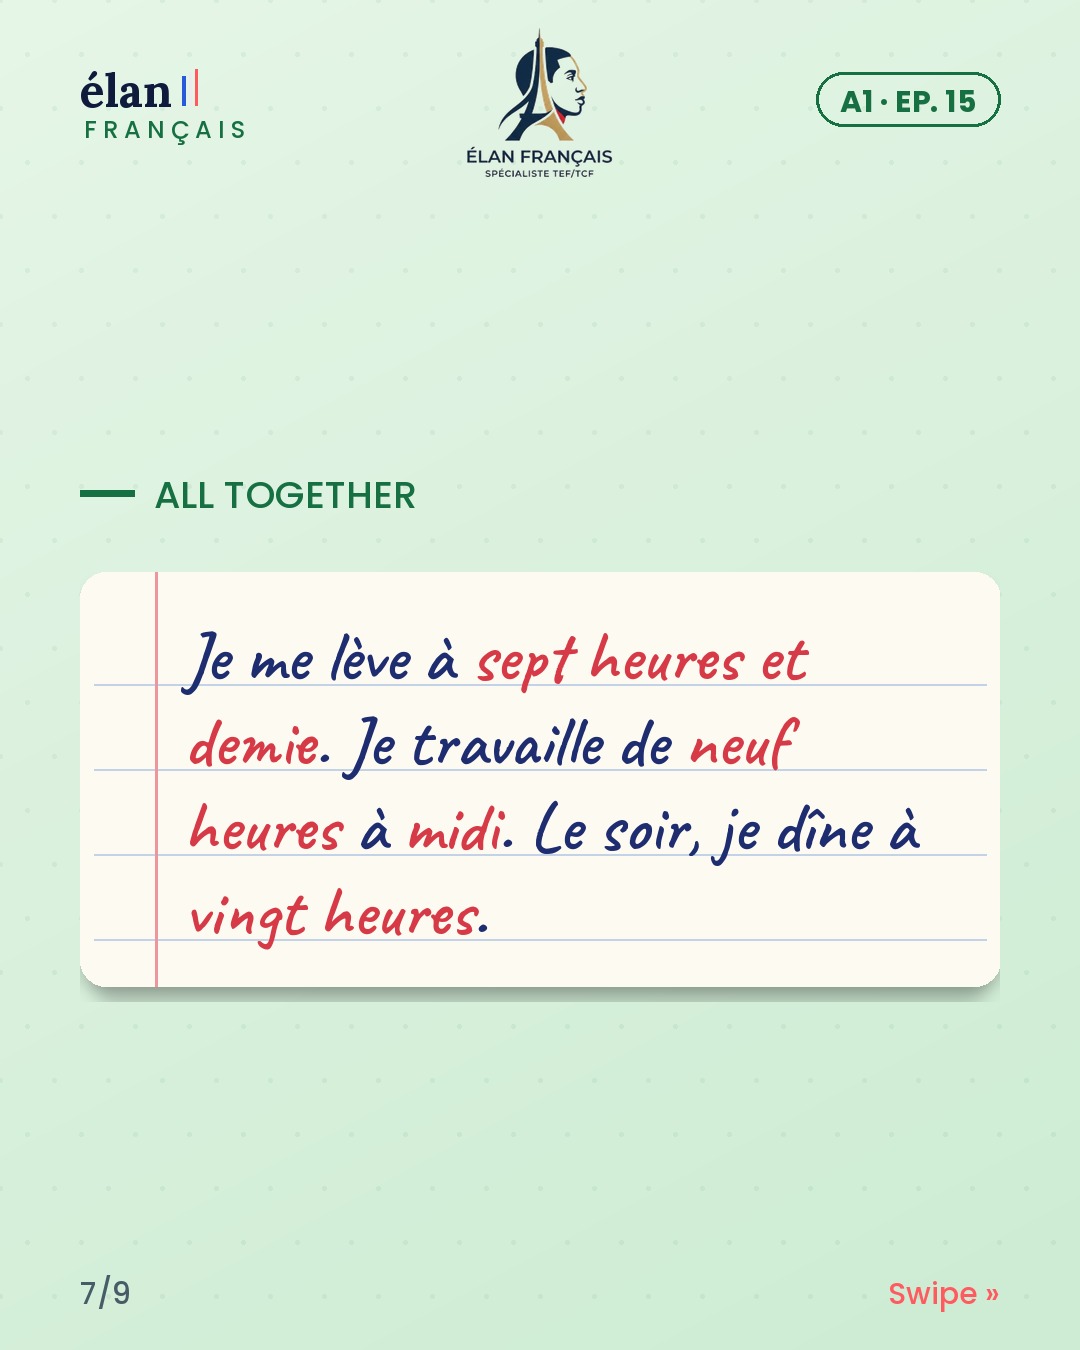 élan
FRANÇAIS
ÉLAN FRANÇAIS
SPÉCIALISTE TEF/TCF
A1 · EP. 15
ALL TOGETHER
Je me lève à sept heures et
demie. Je travaille de neuf
heures à midi. Le soir, je dîne à
vingt heures.
7/9
Swipe »